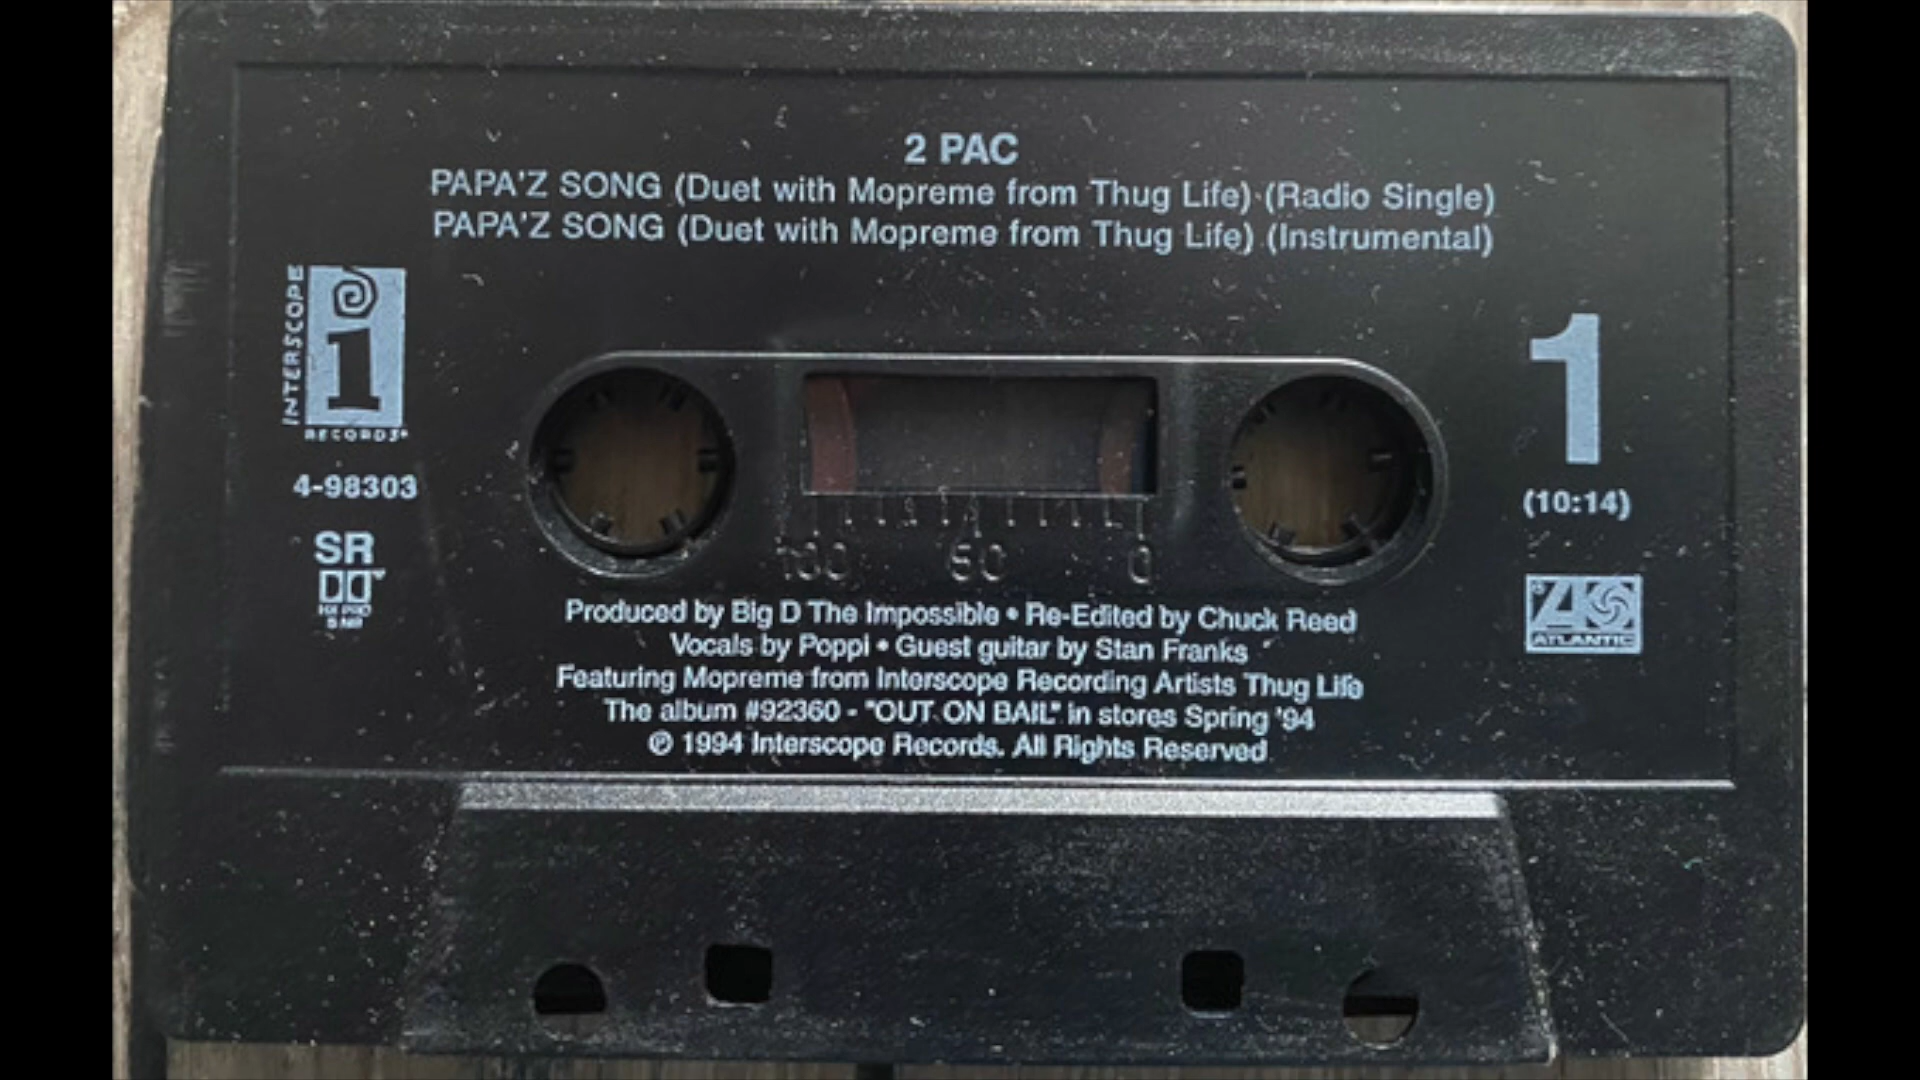 2 PAC
PAPA'Z SONG (Duet with Mopreme from Thug Life) (Radio Single)
PAPA'Z SONG (Duet with Mopreme from Thug Life) (Instrumental)
INTERSCOPE
i
RECORDS
4-98303
SR
HX PRO
B NR
1
(10:14)
ATLANTIC
100 50 0
Produced by Big D The Impossible • Re-Edited by Chuck Reed
Vocals by Poppi • Guest guitar by Stan Franks
Featuring Mopreme from Interscope Recording Artists Thug Life
The album #92360 - "OUT ON BAIL" in stores Spring '94
℗ 1994 Interscope Records. All Rights Reserved